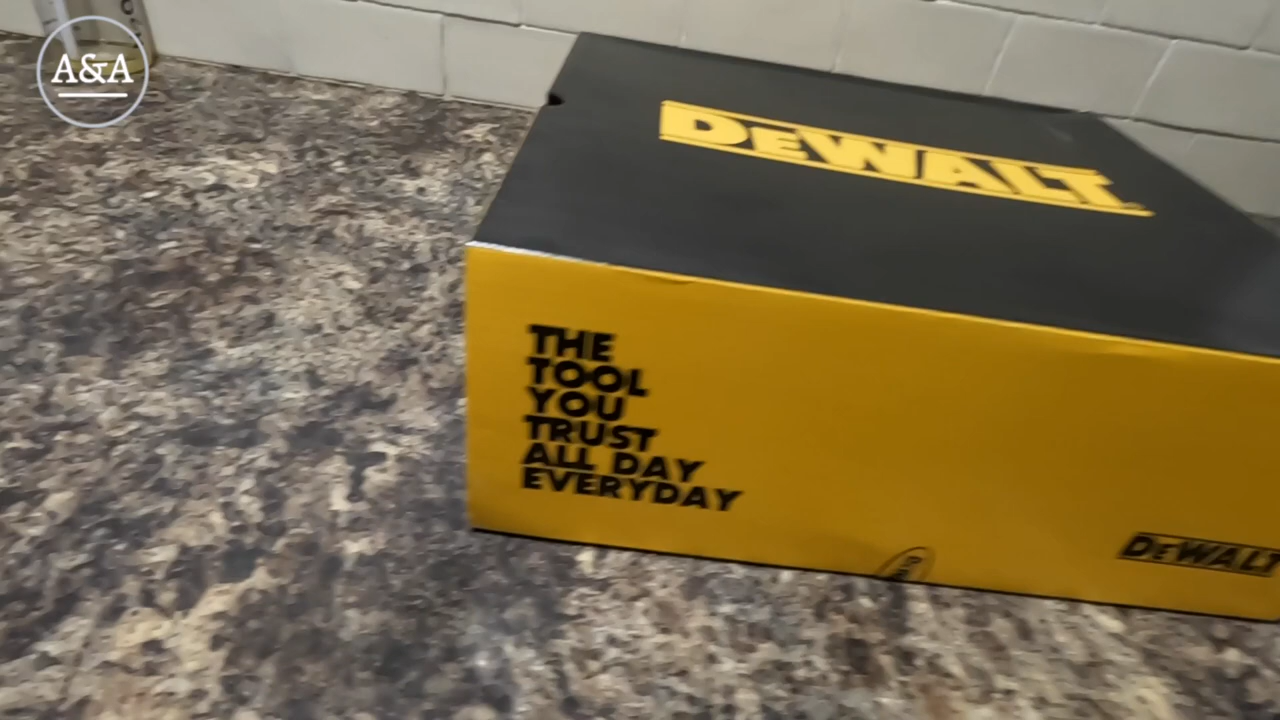 A&A
DEWALT
THE
TOOL
YOU
TRUST
ALL DAY
EVERYDAY
DEWALT